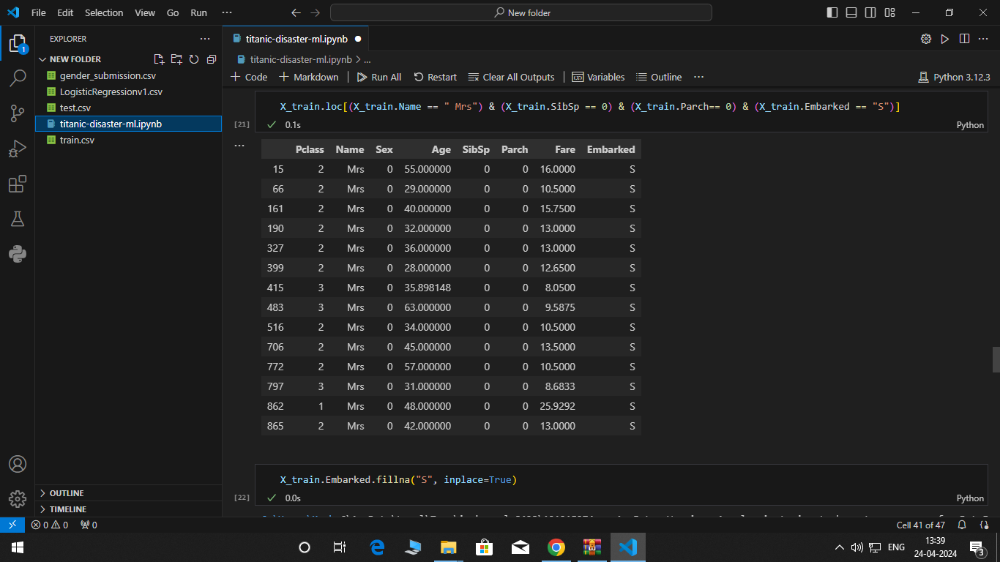 File Edit Selection View Go Run ··· New folder
EXPLORER ···
titanic-disaster-ml.ipynb
NEW FOLDER
titanic-disaster-ml.ipynb > ...
gender_submission.csv
LogisticRegressionv1.csv
test.csv
titanic-disaster-ml.ipynb
train.csv
1
+ Code + Markdown Run All Restart Clear All Outputs Variables Outline ··· Python 3.12.3
X_train.loc[(X_train.Name == " Mrs") & (X_train.SibSp == 0) & (X_train.Parch== 0) & (X_train.Embarked == "S")]
[21] ✓ 0.1s Python
···
Pclass Name Sex Age SibSp Parch Fare Embarked
15 2 Mrs 0 55.000000 0 0 16.0000 S
66 2 Mrs 0 29.000000 0 0 10.5000 S
161 2 Mrs 0 40.000000 0 0 15.7500 S
190 2 Mrs 0 32.000000 0 0 13.0000 S
327 2 Mrs 0 36.000000 0 0 13.0000 S
399 2 Mrs 0 28.000000 0 0 12.6500 S
415 3 Mrs 0 35.898148 0 0 8.0500 S
483 3 Mrs 0 63.000000 0 0 9.5875 S
516 2 Mrs 0 34.000000 0 0 10.5000 S
706 2 Mrs 0 45.000000 0 0 13.5000 S
772 2 Mrs 0 57.000000 0 0 10.5000 S
797 3 Mrs 0 31.000000 0 0 8.6833 S
862 1 Mrs 0 48.000000 0 0 25.9292 S
865 2 Mrs 0 42.000000 0 0 13.0000 S
X_train.Embarked.fillna("S", inplace=True)
[22] ✓ 0.0s Python
OUTLINE
TIMELINE
0 0 0 Cell 41 of 47
ENG
13:39
24-04-2024
3